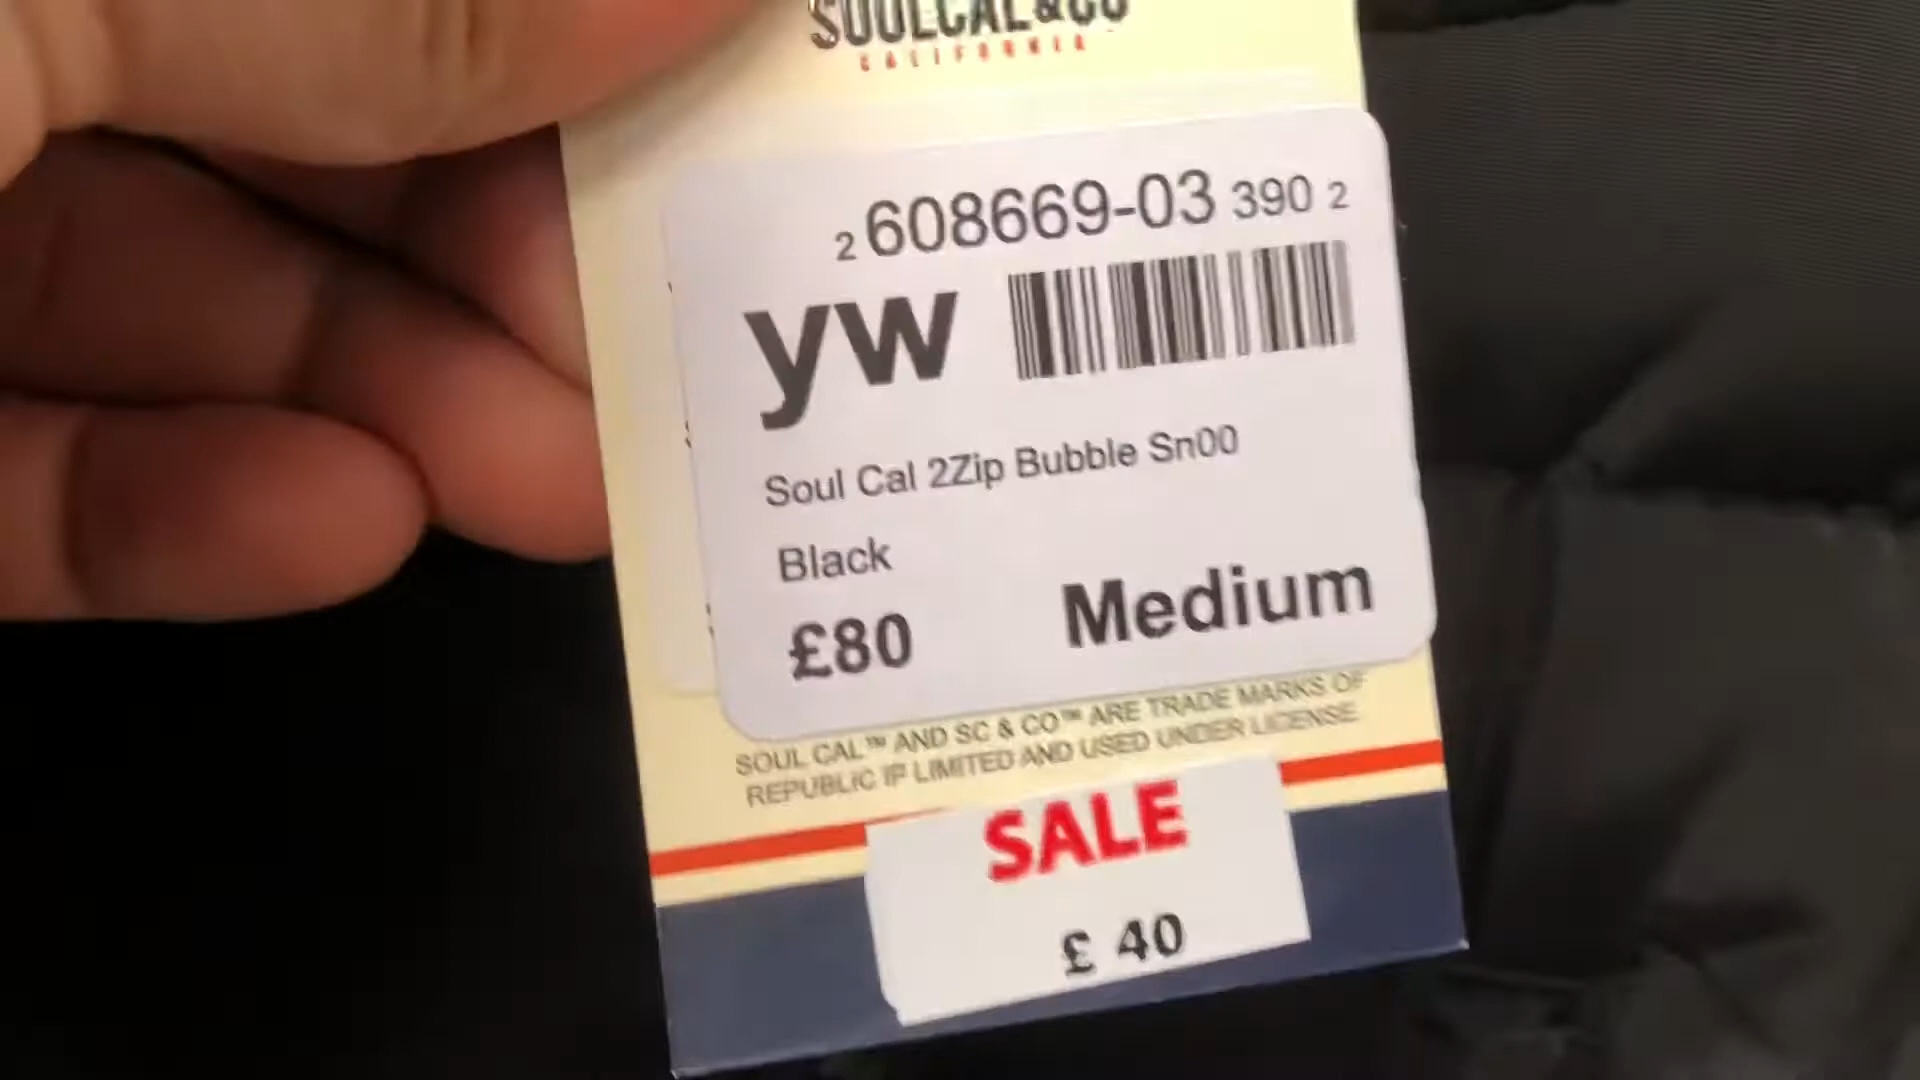 SOULCAL&CO
CALIFORNIA
2 608669-03 390 2
yw
Soul Cal 2Zip Bubble Sn00
Black
£80 Medium
SOUL CAL™ AND SC & CO™ ARE TRADE MARKS OF
REPUBLIC IP LIMITED AND USED UNDER LICENSE
SALE
£ 40